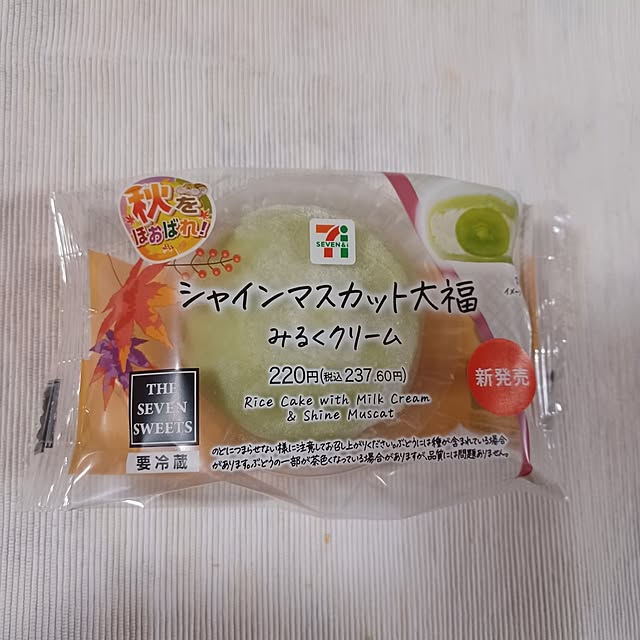 秋を
ほおばれ!
SEVEN&i
シャインマスカット大福
みるくクリーム
220円(税込237.60円)
Rice Cake with Milk Cream
& Shine Muscat
新発売
THE
SEVEN
SWEETS
要冷蔵
のどにつまらせない様に注意してお召し上がりください。ぶどうには種が含まれている場合
があります。ぶどうの一部が茶色くなっている場合がありますが、品質には問題ありません。